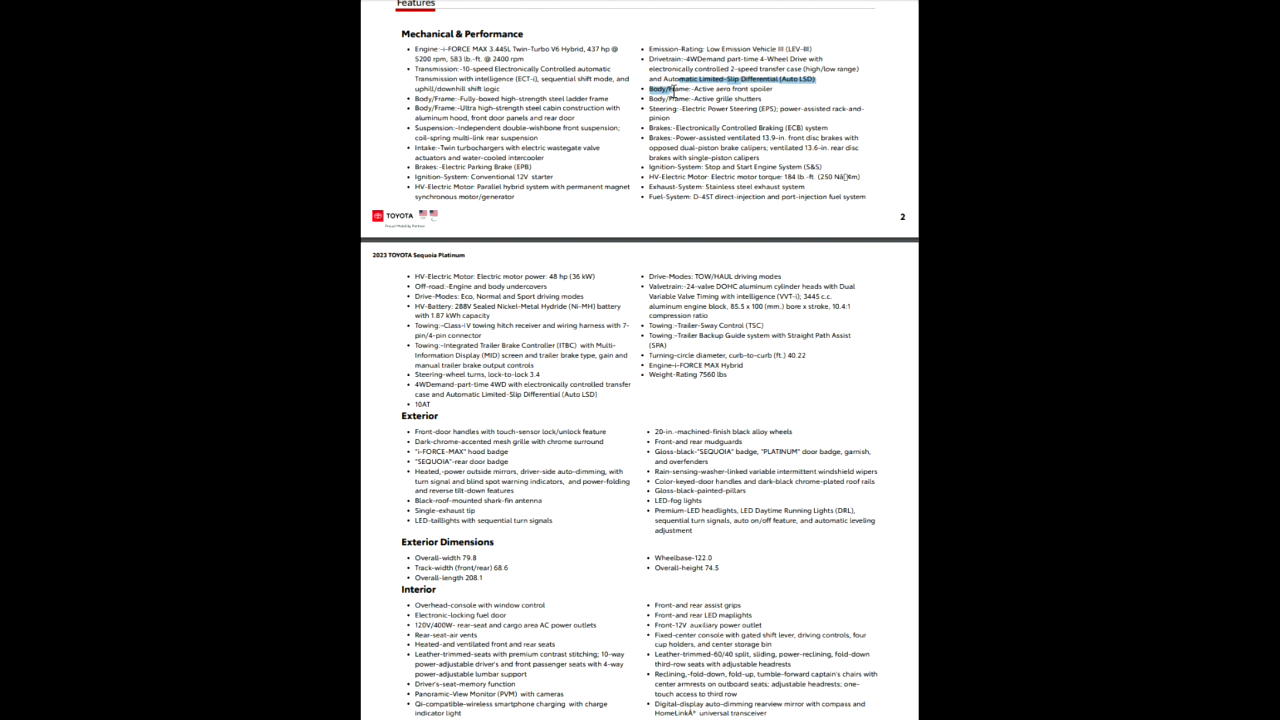 Features
Mechanical & Performance
• Engine:-i-FORCE MAX 3.445L Twin-Turbo V6 Hybrid, 437 hp @
5200 rpm, 583 lb.-ft. @ 2400 rpm
• Transmission:-10-speed Electronically Controlled automatic
Transmission with intelligence (ECT-i), sequential shift mode, and
uphill/downhill shift logic
• Body/Frame:-Fully-boxed high-strength steel ladder frame
• Body/Frame:-Ultra high-strength steel cabin construction with
aluminum hood, front door panels and rear door
• Suspension:-Independent double-wishbone front suspension;
coil-spring multi-link rear suspension
• Intake:-Twin turbochargers with electric wastegate valve
actuators and water-cooled intercooler
• Brakes:-Electric Parking Brake (EPB)
• Ignition-System: Conventional 12V starter
• HV-Electric Motor: Parallel hybrid system with permanent magnet
synchronous motor/generator
• Emission-Rating: Low Emission Vehicle III (LEV-III)
• Drivetrain:-4WDemand part-time 4-Wheel Drive with
electronically controlled 2-speed transfer case (high/low range)
and Automatic Limited-Slip Differential (Auto LSD)
• Body/Frame:-Active aero front spoiler
• Body/Frame:-Active grille shutters
• Steering:-Electric Power Steering (EPS); power-assisted rack-and-
pinion
• Brakes:-Electronically Controlled Braking (ECB) system
• Brakes:-Power-assisted ventilated 13.9-in. front disc brakes with
opposed dual-piston brake calipers; ventilated 13.6-in. rear disc
brakes with single-piston calipers
• Ignition-System: Stop and Start Engine System (S&S)
• HV-Electric Motor: Electric motor torque: 184 lb.-ft. (250 Nâ□¢m)
• Exhaust-System: Stainless steel exhaust system
• Fuel-System: D-4ST direct-injection and port-injection fuel system
TOYOTA
2
2023 TOYOTA Sequoia Platinum
• HV-Electric Motor: Electric motor power: 48 hp (36 kW)
• Off-road:-Engine and body undercovers
• Drive-Modes: Eco, Normal and Sport driving modes
• HV-Battery: 288V Sealed Nickel-Metal Hydride (Ni-MH) battery
with 1.87 kWh capacity
• Towing:-Class-IV towing hitch receiver and wiring harness with 7-
pin/4-pin connector
• Towing:-Integrated Trailer Brake Controller (ITBC) with Multi-
Information Display (MID) screen and trailer brake type, gain and
manual trailer brake output controls
• Steering-wheel turns, lock-to-lock 3.4
• 4WDemand-part-time 4WD with electronically controlled transfer
case and Automatic Limited-Slip Differential (Auto LSD)
• 10AT
• Drive-Modes: TOW/HAUL driving modes
• Valvetrain:-24-valve DOHC aluminum cylinder heads with Dual
Variable Valve Timing with intelligence (VVT-i); 3445 c.c.
aluminum engine block, 85.5 x 100 (mm.) bore x stroke, 10.4:1
compression ratio
• Towing:-Trailer-Sway Control (TSC)
• Towing:-Trailer Backup Guide system with Straight Path Assist
(SPA)
• Turning-circle diameter, curb-to-curb (ft.) 40.22
• Engine-i-FORCE MAX Hybrid
• Weight-Rating 7560 lbs
Exterior
• Front-door handles with touch-sensor lock/unlock feature
• Dark-chrome-accented mesh grille with chrome surround
• "i-FORCE-MAX" hood badge
• "SEQUOIA"-rear door badge
• Heated,-power outside mirrors, driver-side auto-dimming, with
turn signal and blind spot warning indicators, and power-folding
and reverse tilt-down features
• Black-roof-mounted shark-fin antenna
• Single-exhaust tip
• LED-taillights with sequential turn signals
• 20-in.-machined-finish black alloy wheels
• Front-and rear mudguards
• Gloss-black-"SEQUOIA" badge, "PLATINUM" door badge, garnish,
and overfenders
• Rain-sensing-washer-linked variable intermittent windshield wipers
• Color-keyed-door handles and dark-black chrome-plated roof rails
• Gloss-black-painted-pillars
• LED-fog lights
• Premium-LED headlights, LED Daytime Running Lights (DRL),
sequential turn signals, auto on/off feature, and automatic leveling
adjustment
Exterior Dimensions
• Overall-width 79.8
• Track-width (front/rear) 68.6
• Overall-length 208.1
• Wheelbase-122.0
• Overall-height 74.5
Interior
• Overhead-console with window control
• Electronic-locking fuel door
• 120V/400W- rear-seat and cargo area AC power outlets
• Rear-seat-air vents
• Heated-and ventilated front and rear seats
• Leather-trimmed-seats with premium contrast stitching; 10-way
power-adjustable driver's and front passenger seats with 4-way
power-adjustable lumbar support
• Driver's-seat-memory function
• Panoramic-View Monitor (PVM) with cameras
• Qi-compatible-wireless smartphone charging with charge
indicator light
• Front-and rear assist grips
• Front-and rear LED maplights
• Front-12V auxiliary power outlet
• Fixed-center console with gated shift lever, driving controls, four
cup holders, and center storage bin
• Leather-trimmed-60/40 split, sliding, power-reclining, fold-down
third-row seats with adjustable headrests
• Reclining,-fold-down, fold-up, tumble-forward captain's chairs with
center armrests on outboard seats; adjustable headrests; one-
touch access to third row
• Digital-display auto-dimming rearview mirror with compass and
HomeLinkÂ® universal transceiver